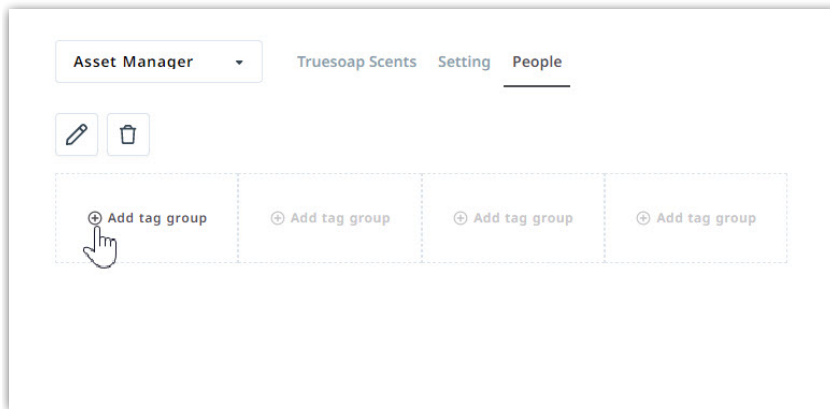 Asset Manager Truesoap Scents Setting People
Add tag group Add tag group Add tag group Add tag group